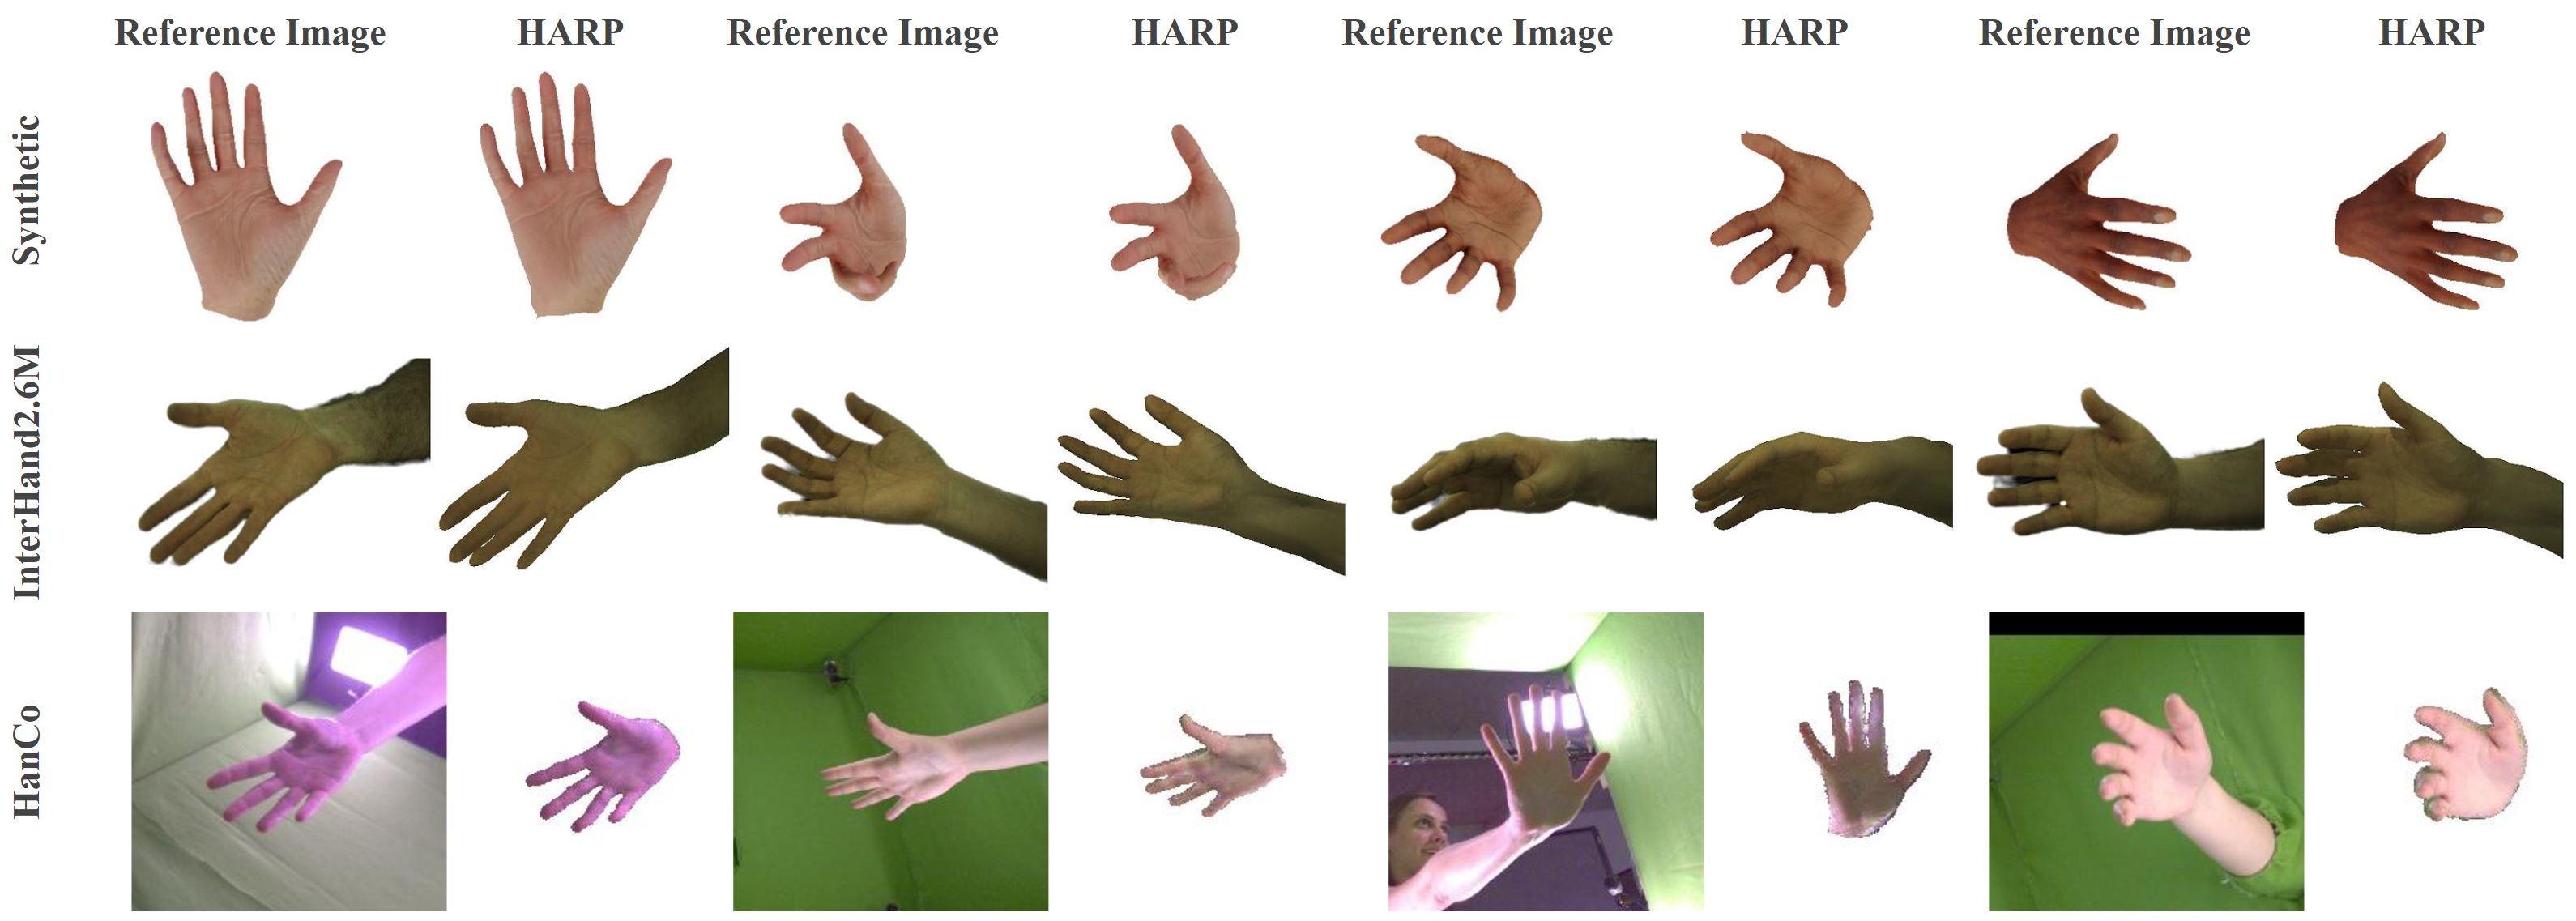 Reference Image HARP Reference Image HARP Reference Image HARP Reference Image HARP
Synthetic
InterHand2.6M
HanCo